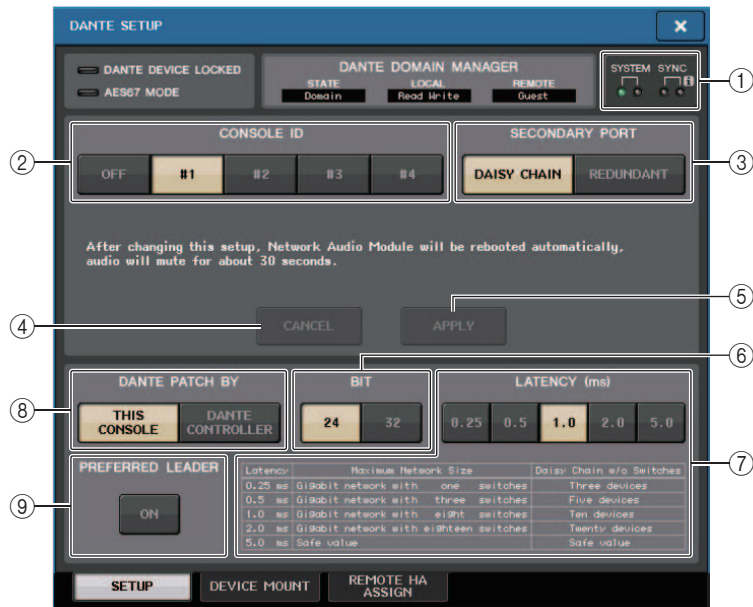 DANTE SETUP
×
DANTE DEVICE LOCKED
AES67 MODE
DANTE DOMAIN MANAGER
STATE LOCAL REMOTE
Domain Read Write Guest
SYSTEM SYNC
①
CONSOLE ID
OFF #1 #2 #3 #4
②
SECONDARY PORT
DAISY CHAIN REDUNDANT
③
After changing this setup, Network Audio Module will be rebooted automatically,
audio will mute for about 30 seconds.
④
CANCEL
APPLY
⑤
⑥
DANTE PATCH BY
THIS
CONSOLE
DANTE
CONTROLLER
⑧
BIT
24 32
LATENCY (ms)
0.25 0.5 1.0 2.0 5.0
⑦
PREFERRED LEADER
ON
⑨
Latency Maximum Network Size Daisy Chain w/o Switches
0.25 ms Gigabit network with one switches Three devices
0.5 ms Gigabit network with three switches Five devices
1.0 ms Gigabit network with eight switches Ten devices
2.0 ms Gigabit network with eighteen switches Twenty devices
5.0 ms Safe value Safe value
SETUP
DEVICE MOUNT
REMOTE HA
ASSIGN